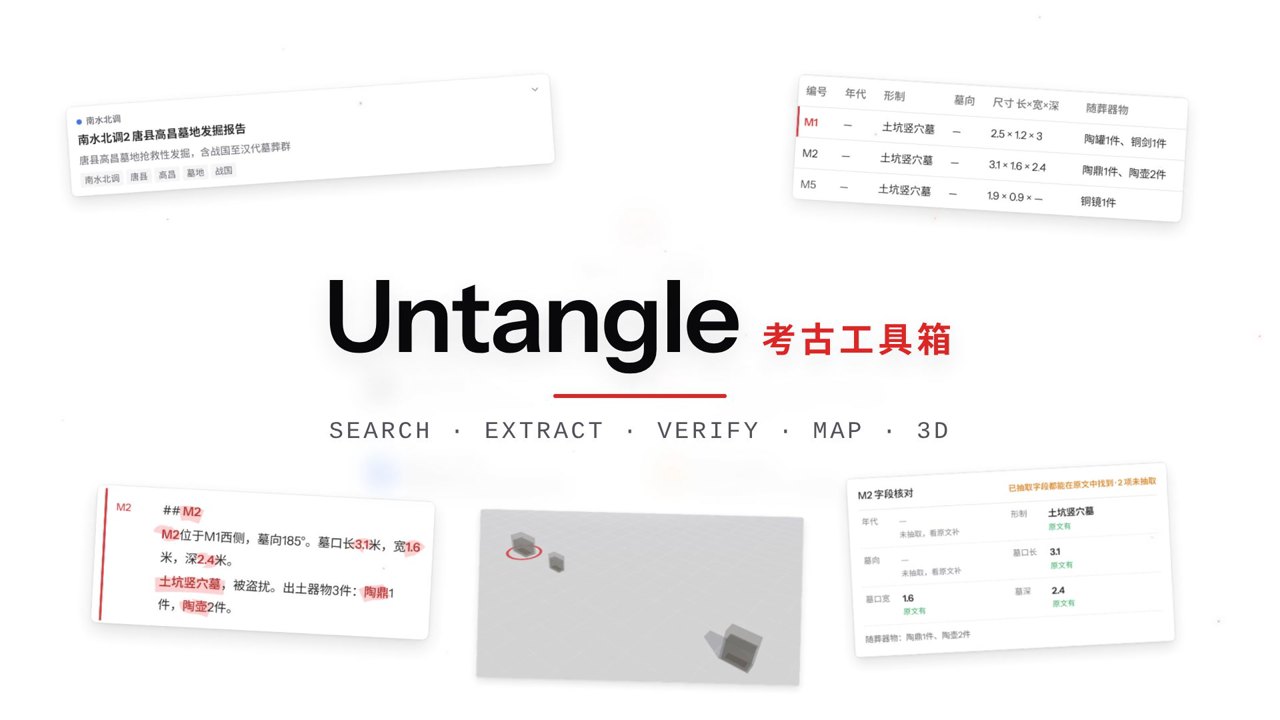 南水北调
南水北调2 唐县高昌墓地发掘报告
唐县高昌墓地抢救性发掘，含战国至汉代墓葬群
南水北调 唐县 高昌 墓地 战国
编号 年代 形制 墓向 尺寸 长×宽×深 随葬器物
M1 — 土坑竖穴墓 — 2.5 × 1.2 × 3 陶罐1件、铜剑1件
M2 — 土坑竖穴墓 — 3.1 × 1.6 × 2.4 陶鼎1件、陶壶2件
M5 — 土坑竖穴墓 — 1.9 × 0.9 × — 铜镜1件
Untangle 考古工具箱
SEARCH · EXTRACT · VERIFY · MAP · 3D
M2
## M2
M2位于M1西侧，墓向185°。墓口长3.1米，宽1.6
米，深2.4米。
土坑竖穴墓，被盗扰。出土器物3件：陶鼎1
件，陶壶2件。
M2 字段核对 已抽取字段都能在原文中找到 · 2 项未抽取
年代 — 形制 土坑竖穴墓
未抽取，看原文补 原文有
墓向 — 墓口长 3.1
未抽取，看原文补 原文有
墓口宽 1.6 墓深 2.4
原文有 原文有
随葬器物：陶鼎1件、陶壶2件